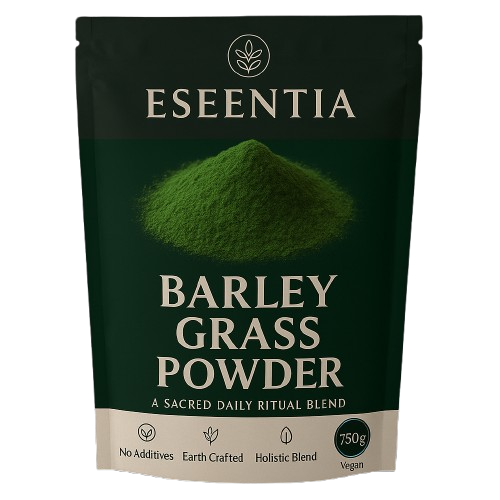 ESEENTIA
BARLEY
GRASS
POWDER
A SACRED DAILY RITUAL BLEND
No Additives Earth Crafted Holistic Blend 750g
Vegan